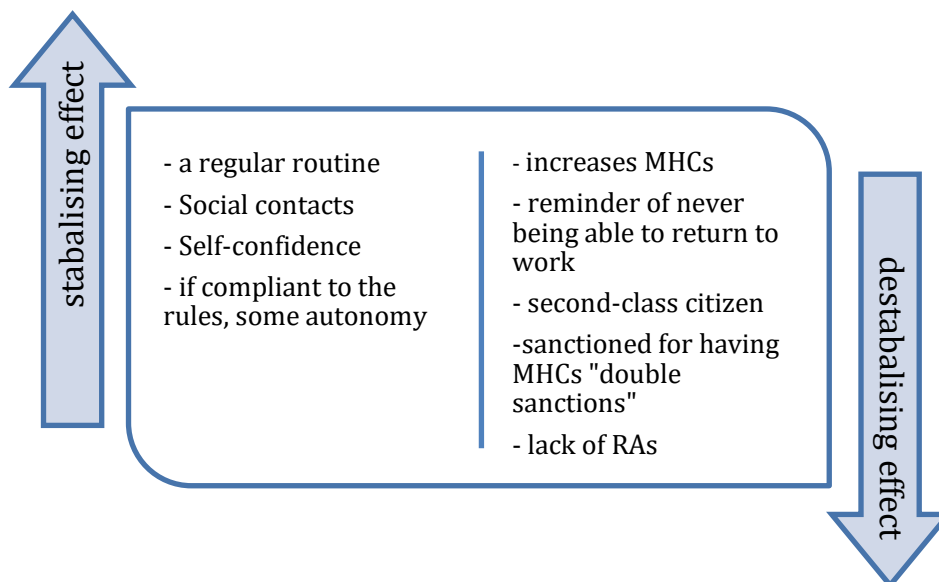 stabalising effect
- a regular routine
- Social contacts
- Self-confidence
- if compliant to the
rules, some autonomy
- increases MHCs
- reminder of never
being able to return to
work
- second-class citizen
-sanctioned for having
MHCs "double
sanctions"
- lack of RAs
destabalising effect